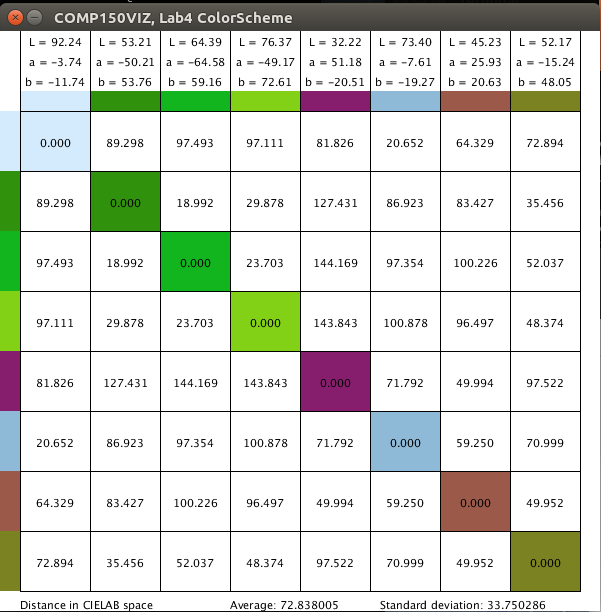 COMP150VIZ, Lab4 ColorScheme
L = 92.24 L = 53.21 L = 64.39 L = 76.37 L = 32.22 L = 73.40 L = 45.23 L = 52.17
a = -3.74 a = -50.21 a = -64.58 a = -49.17 a = 51.18 a = -7.61 a = 25.93 a = -15.24
b = -11.74 b = 53.76 b = 59.16 b = 72.61 b = -20.51 b = -19.27 b = 20.63 b = 48.05
0.000 89.298 97.493 97.111 81.826 20.652 64.329 72.894
89.298 0.000 18.992 29.878 127.431 86.923 83.427 35.456
97.493 18.992 0.000 23.703 144.169 97.354 100.226 52.037
97.111 29.878 23.703 0.000 143.843 100.878 96.497 48.374
81.826 127.431 144.169 143.843 0.000 71.792 49.994 97.522
20.652 86.923 97.354 100.878 71.792 0.000 59.250 70.999
64.329 83.427 100.226 96.497 49.994 59.250 0.000 49.952
72.894 35.456 52.037 48.374 97.522 70.999 49.952 0.000
Distance in CIELAB space Average: 72.838005 Standard deviation: 33.750286